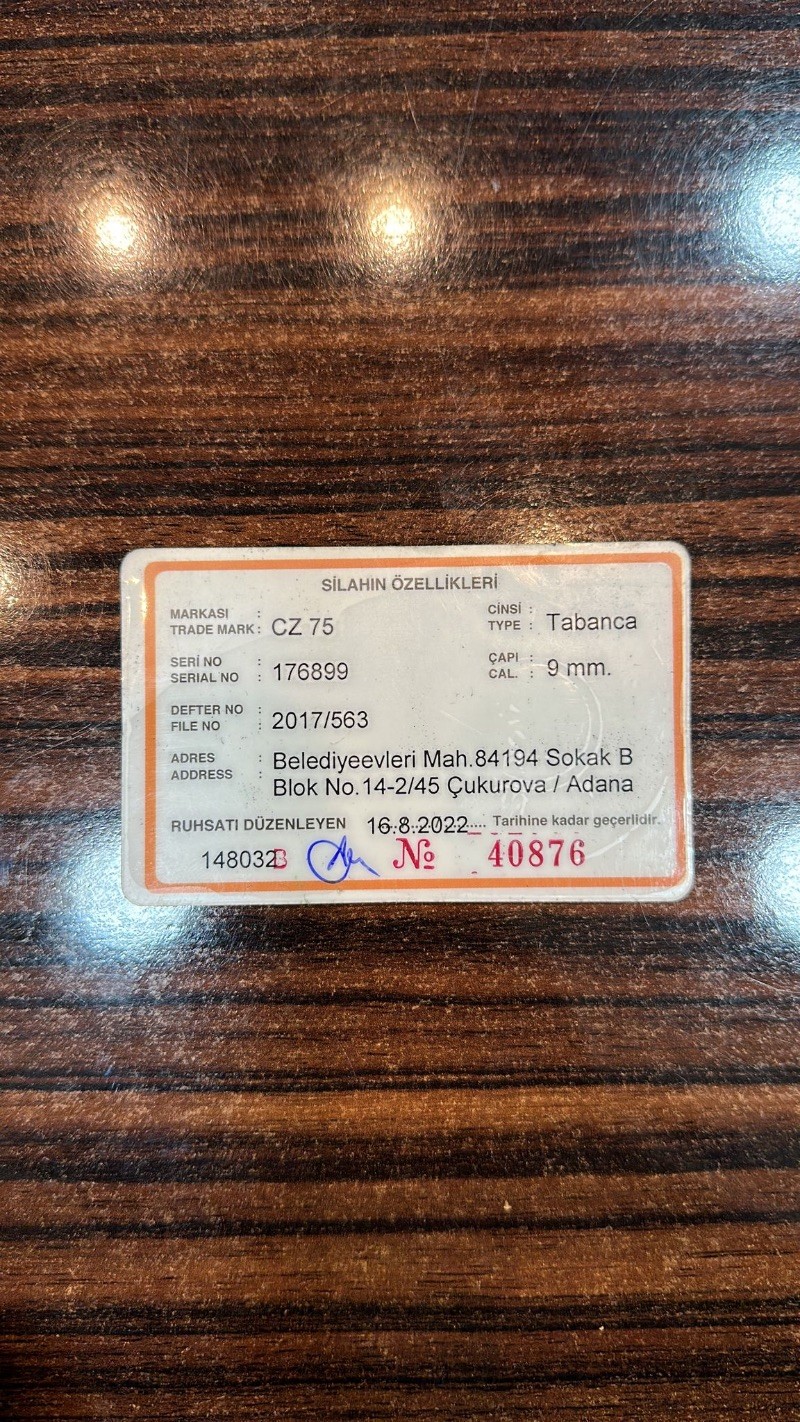 SİLAHIN ÖZELLİKLERİ
MARKASI : CİNSİ :
TRADE MARK : CZ 75 TYPE : Tabanca
SERİ NO : ÇAPI :
SERIAL NO : 176899 CAL. : 9 mm.
DEFTER NO :
FILE NO : 2017/563
ADRES : Belediyeevleri Mah.84194 Sokak B
ADDRESS : Blok No.14-2/45 Çukurova / Adana
RUHSATI DÜZENLEYEN 16.8.2022 Tarihine kadar geçerlidir.
148032 B № 40876